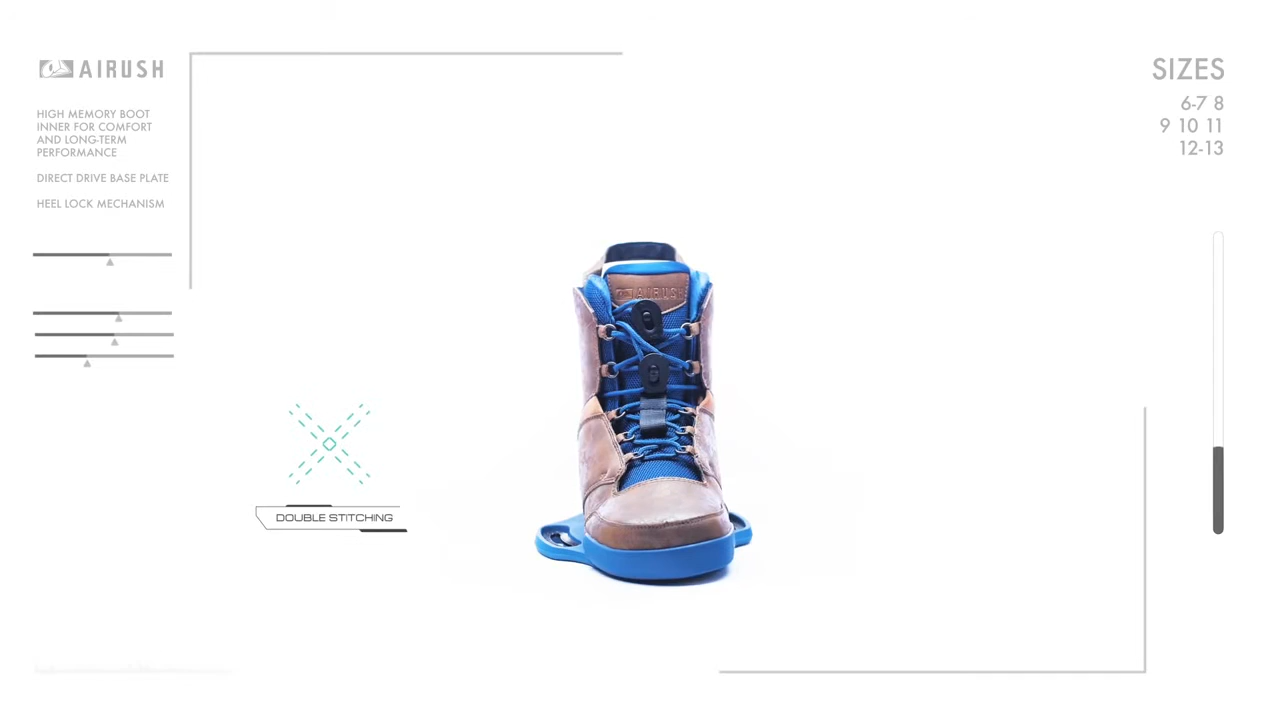 AIRUSH
HIGH MEMORY BOOT
INNER FOR COMFORT
AND LONG-TERM
PERFORMANCE
DIRECT DRIVE BASE PLATE
HEEL LOCK MECHANISM
SIZES
6-7 8
9 10 11
12-13
AIRUSH
DOUBLE STITCHING